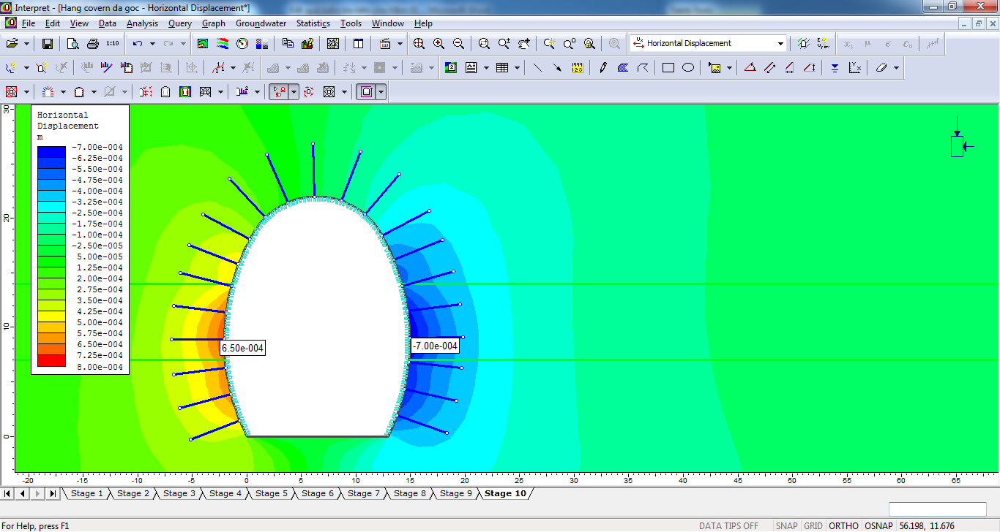 Interpret - [Hang covern da goc - Horizontal Displacement*]
File Edit View Data Analysis Query Graph Groundwater Statistics Tools Window Help
1:10
Horizontal Displacement
Horizontal
Displacement
m
-7.00e-004
-6.25e-004
-5.50e-004
-4.75e-004
-4.00e-004
-3.25e-004
-2.50e-004
-1.75e-004
-1.00e-004
-2.50e-005
5.00e-005
1.25e-004
2.00e-004
2.75e-004
3.50e-004
4.25e-004
5.00e-004
5.75e-004
6.50e-004
7.25e-004
8.00e-004
30
20
10
0
6.50e-004
-7.00e-004
-20 -15 -10 -5 0 5 10 15 20 25 30 35 40 45 50 55 60 65
Stage 1 Stage 2 Stage 3 Stage 4 Stage 5 Stage 6 Stage 7 Stage 8 Stage 9 Stage 10
For Help, press F1
DATA TIPS OFF SNAP GRID ORTHO OSNAP 56.198, 11.676